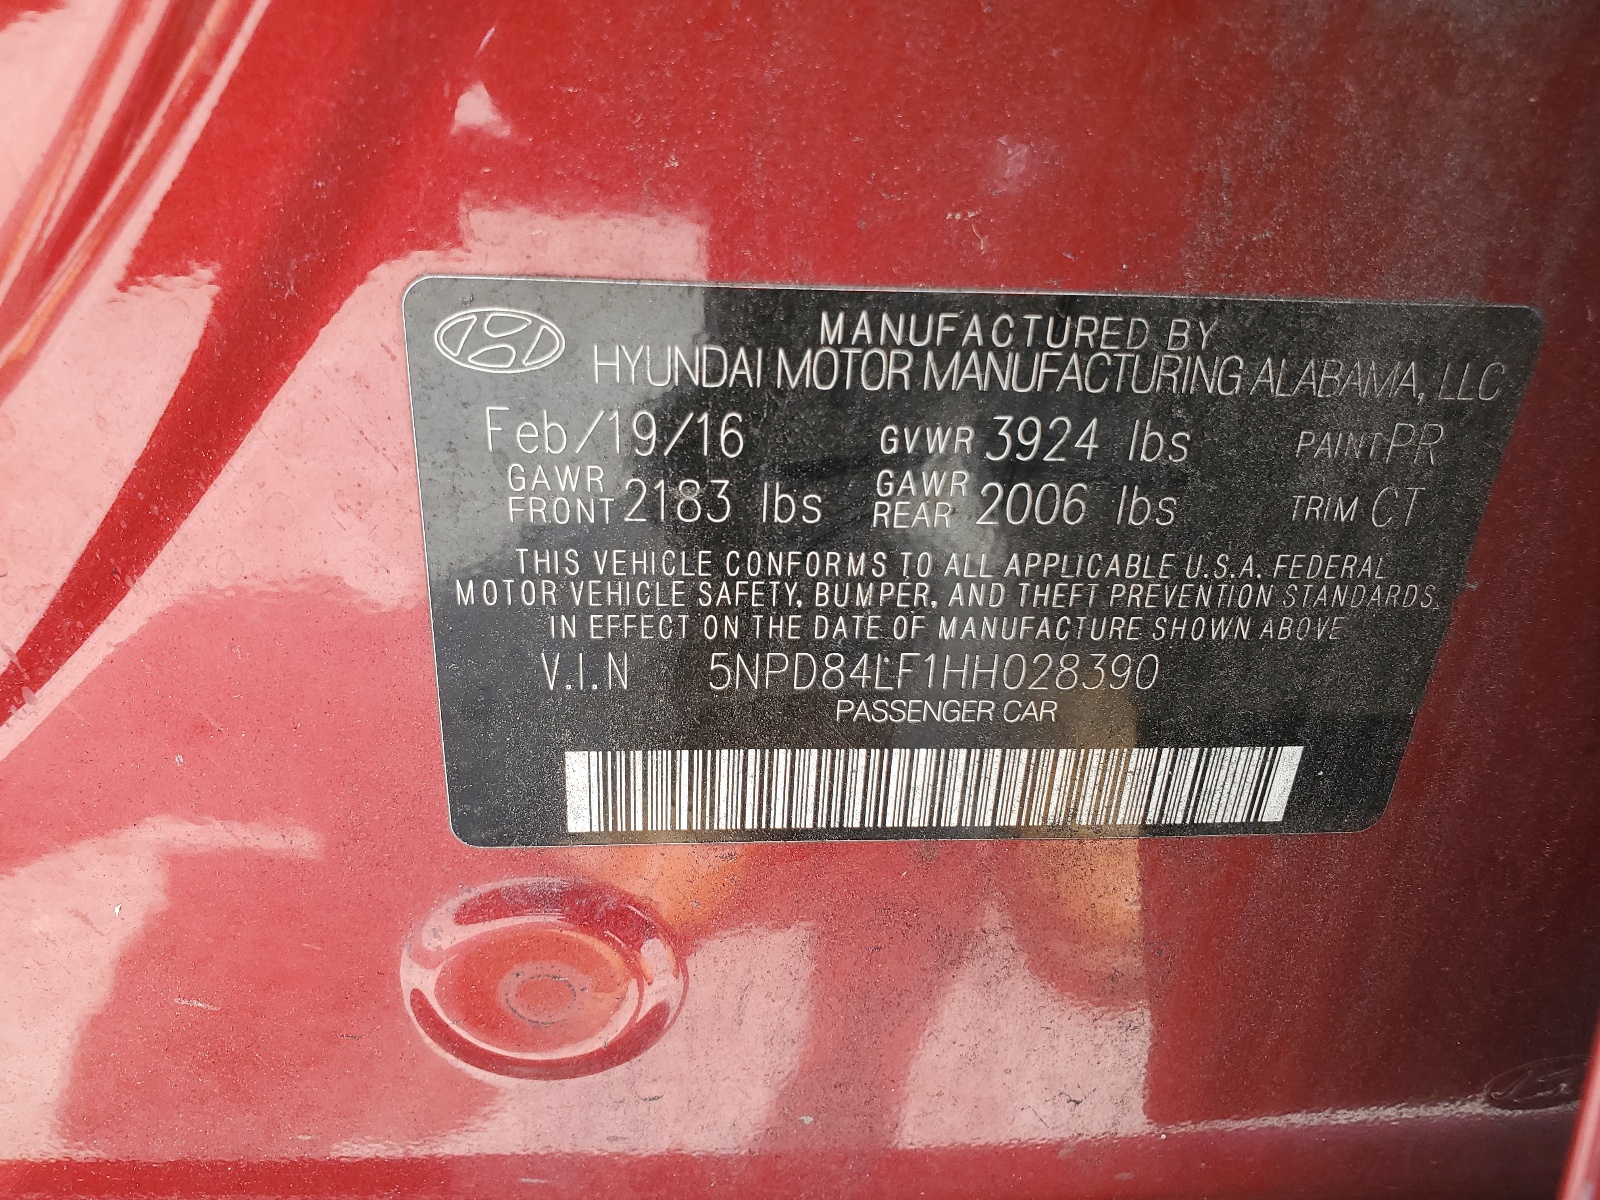 MANUFACTURED BY
HYUNDAI MOTOR MANUFACTURING ALABAMA, LLC
Feb/19/16 GVWR 3924 lbs PAINT PR
GAWR FRONT 2183 lbs GAWR REAR 2006 lbs TRIM CT
THIS VEHICLE CONFORMS TO ALL APPLICABLE U.S.A. FEDERAL
MOTOR VEHICLE SAFETY, BUMPER, AND THEFT PREVENTION STANDARDS
IN EFFECT ON THE DATE OF MANUFACTURE SHOWN ABOVE
V.I.N 5NPD84LF1HH028390
PASSENGER CAR